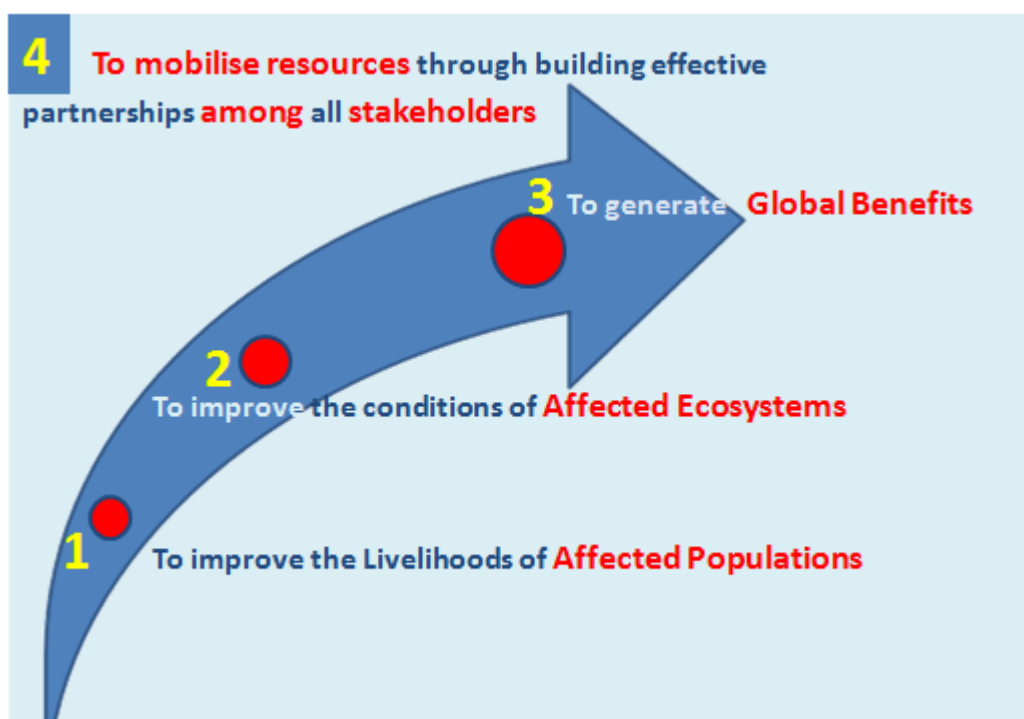 4 To mobilise resources through building effective
partnerships among all stakeholders
3 To generate Global Benefits
2
To improve the conditions of Affected Ecosystems
1 To improve the Livelihoods of Affected Populations